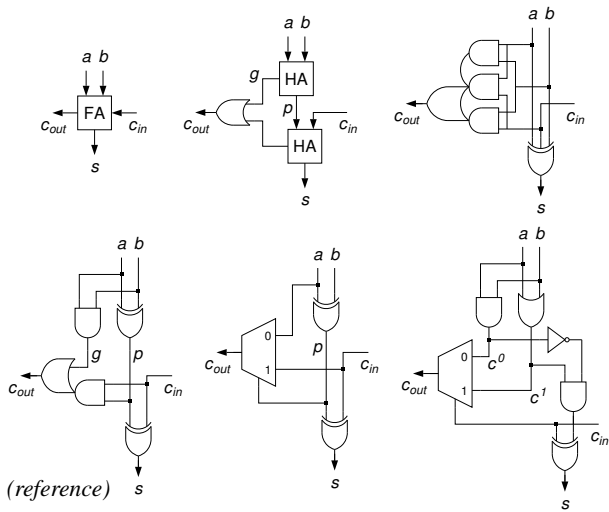 a b
FA
c_out
c_in
s
a b
g
HA
p
c_out
HA
c_in
s
a b
c_out
c_in
s
a b
g
p
c_out
c_in
s
(reference)
a b
0
p
c_out
1
c_in
s
a b
0
c^0
c_out
1
c^1
c_in
s